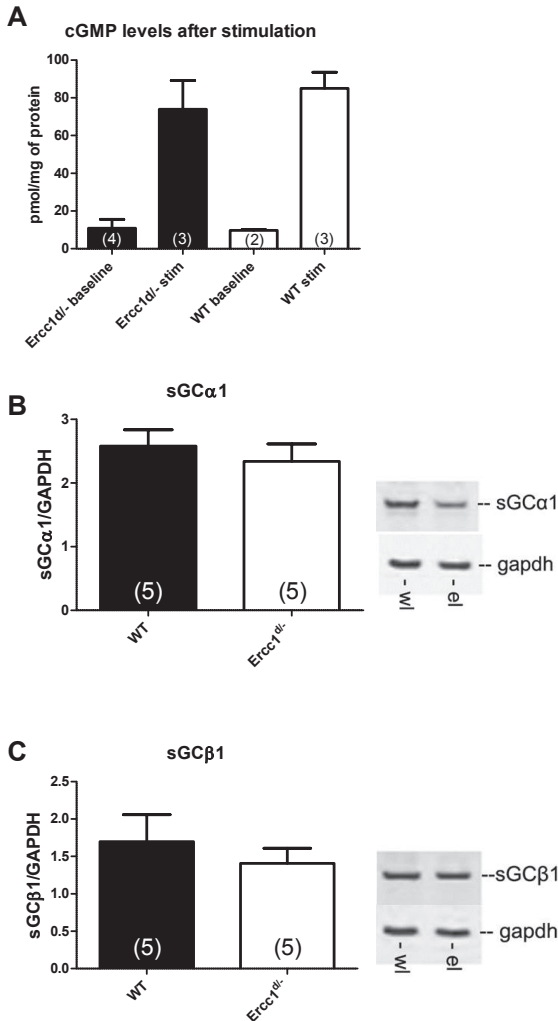 A
cGMP levels after stimulation
pmol/mg of protein
100
80
60
40
20
0
(4)
(3)
(2)
(3)
Ercc1d/- baseline
Ercc1d/- stim
WT baseline
WT stim
B
sGCα1
sGCα1/GAPDH
3
2
1
0
(5)
(5)
WT
Ercc1d/-
-- sGCα1
-- gapdh
- wl
- el
C
sGCβ1
sGCβ1/GAPDH
2.5
2.0
1.5
1.0
0.5
0.0
(5)
(5)
WT
Ercc1d/-
--sGCβ1
-- gapdh
- wl
- el